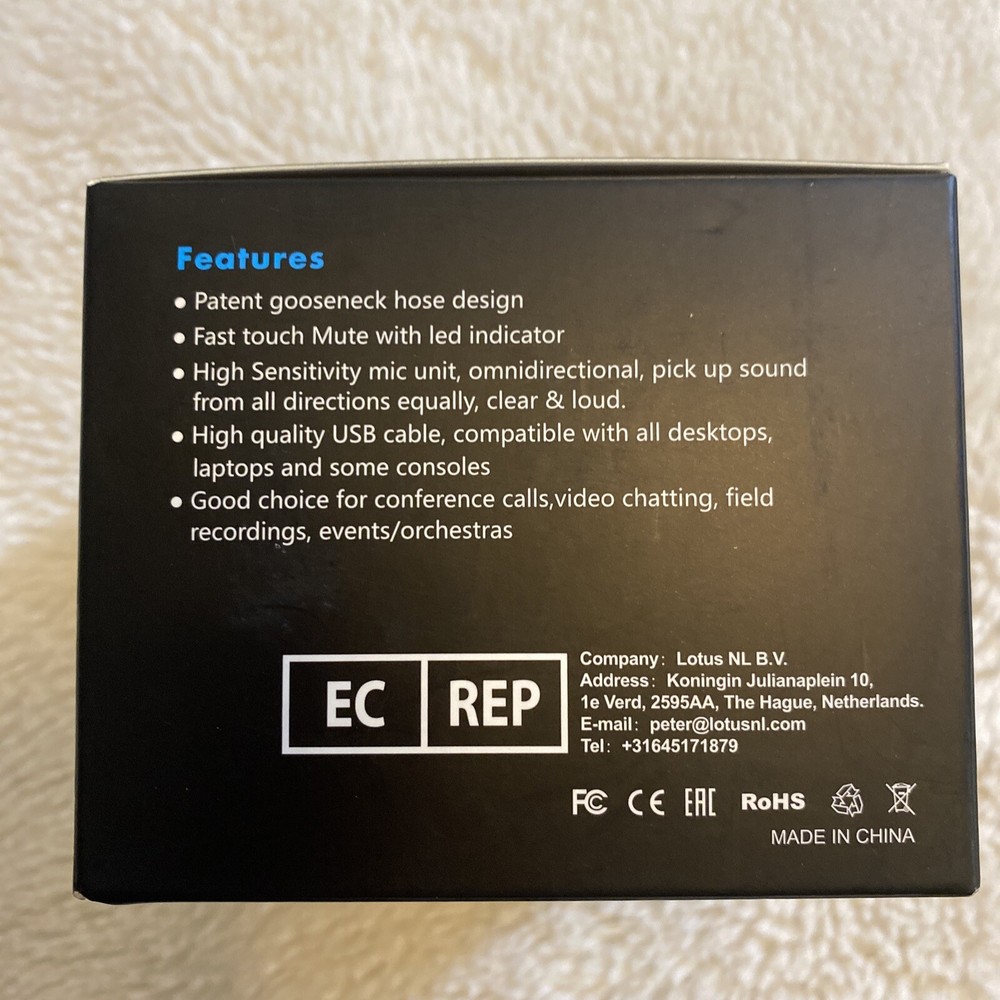 Features
• Patent gooseneck hose design
• Fast touch Mute with led indicator
• High Sensitivity mic unit, omnidirectional, pick up sound
from all directions equally, clear & loud.
• High quality USB cable, compatible with all desktops,
laptops and some consoles
• Good choice for conference calls,video chatting, field
recordings, events/orchestras
EC REP
Company: Lotus NL B.V.
Address: Koningin Julianaplein 10,
1e Verd, 2595AA, The Hague, Netherlands.
E-mail: peter@lotusnl.com
Tel: +31645171879
FC CE EAC RoHS
MADE IN CHINA